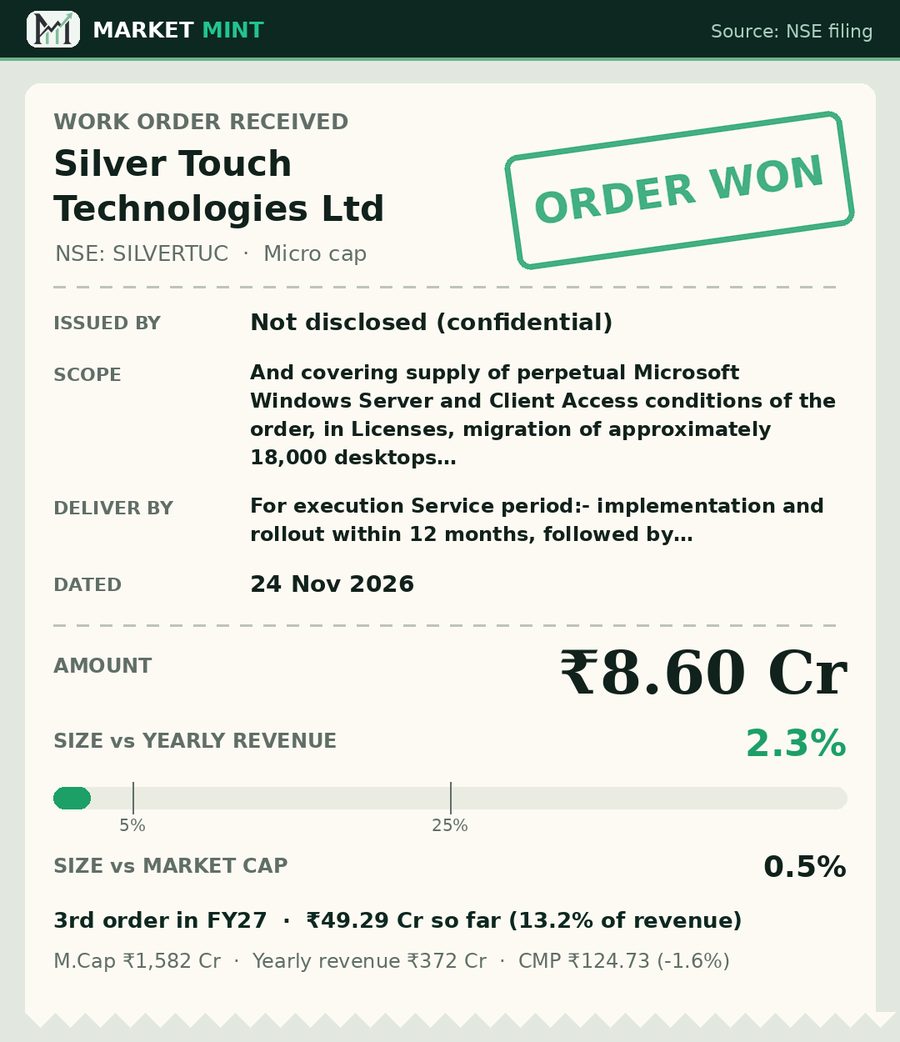 MARKET MINT
Source: NSE filing
WORK ORDER RECEIVED
Silver Touch
Technologies Ltd
NSE: SILVERTUC · Micro cap
ORDER WON
ISSUED BY
Not disclosed (confidential)
SCOPE
And covering supply of perpetual Microsoft
Windows Server and Client Access conditions of the
order, in Licenses, migration of approximately
18,000 desktops...
DELIVER BY
For execution Service period:- implementation and
rollout within 12 months, followed by...
DATED
24 Nov 2026
AMOUNT
₹8.60 Cr
SIZE vs YEARLY REVENUE
2.3%
5%
25%
SIZE vs MARKET CAP
0.5%
3rd order in FY27 · ₹49.29 Cr so far (13.2% of revenue)
M.Cap ₹1,582 Cr · Yearly revenue ₹372 Cr · CMP ₹124.73 (-1.6%)